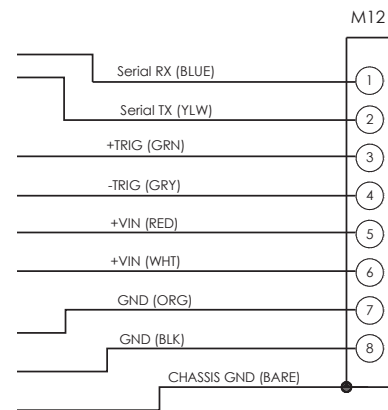 M12
Serial RX (BLUE)
1
Serial TX (YLW)
2
+TRIG (GRN)
3
-TRIG (GRY)
4
+VIN (RED)
5
+VIN (WHT)
6
GND (ORG)
7
GND (BLK)
8
CHASSIS GND (BARE)